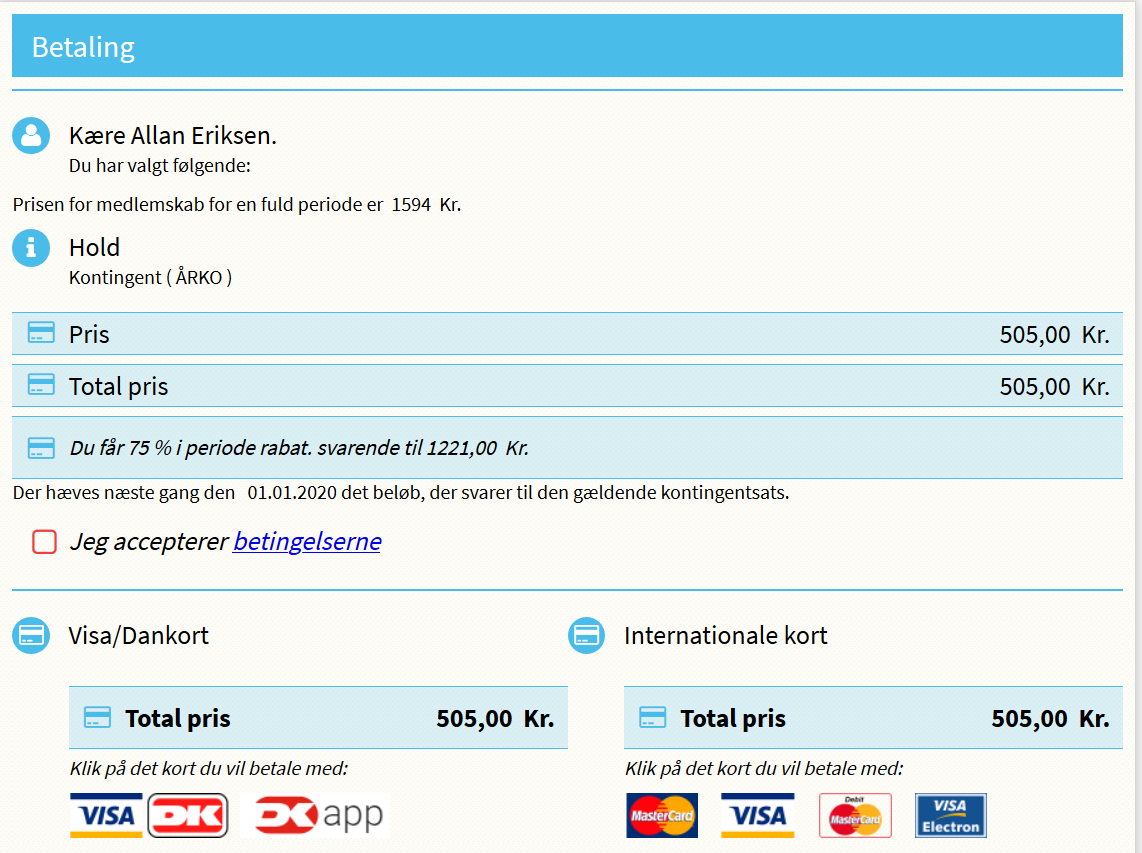 Betaling
Kære Allan Eriksen.
Du har valgt følgende:
Prisen for medlemskab for en fuld periode er 1594 Kr.
Hold
Kontingent ( ÅRKO )
Pris 505,00 Kr.
Total pris 505,00 Kr.
Du får 75 % i periode rabat. svarende til 1221,00 Kr.
Der hæves næste gang den 01.01.2020 det beløb, der svarer til den gældende kontingentsats.
Jeg accepterer betingelserne
Visa/Dankort
Internationale kort
Total pris 505,00 Kr.
Total pris 505,00 Kr.
Klik på det kort du vil betale med:
Klik på det kort du vil betale med:
VISA DK DK app
MasterCard VISA Debit MasterCard VISA Electron